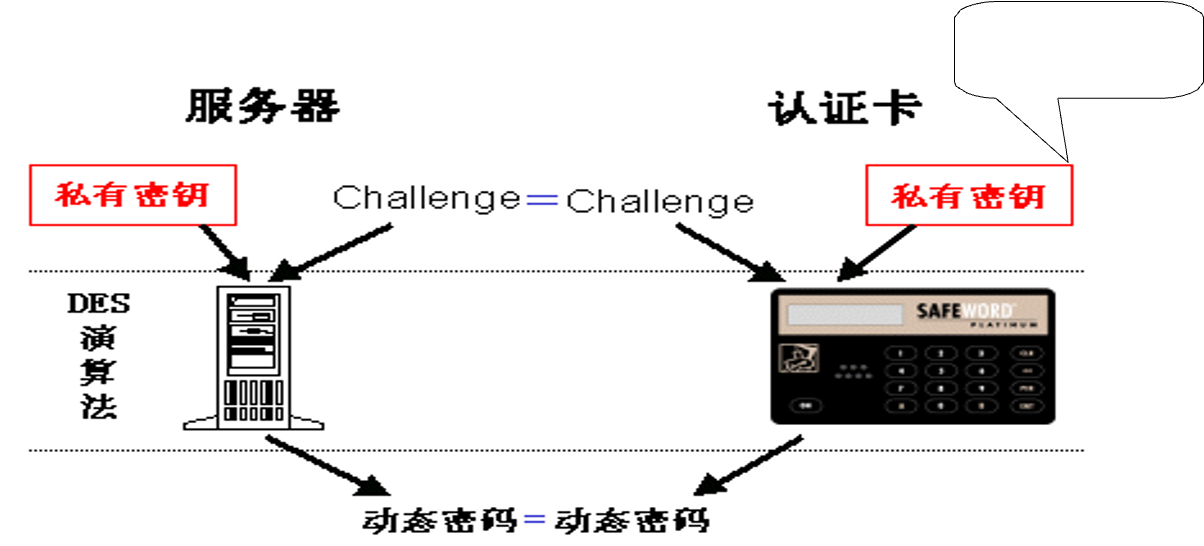 服务器
认证卡
私有密钥
Challenge=Challenge
私有密钥
DES
演
算
法
SAFEWORD
PLATINUM
1 2 3
4 5 6
7 8 9
0
ON
动态密码=动态密码